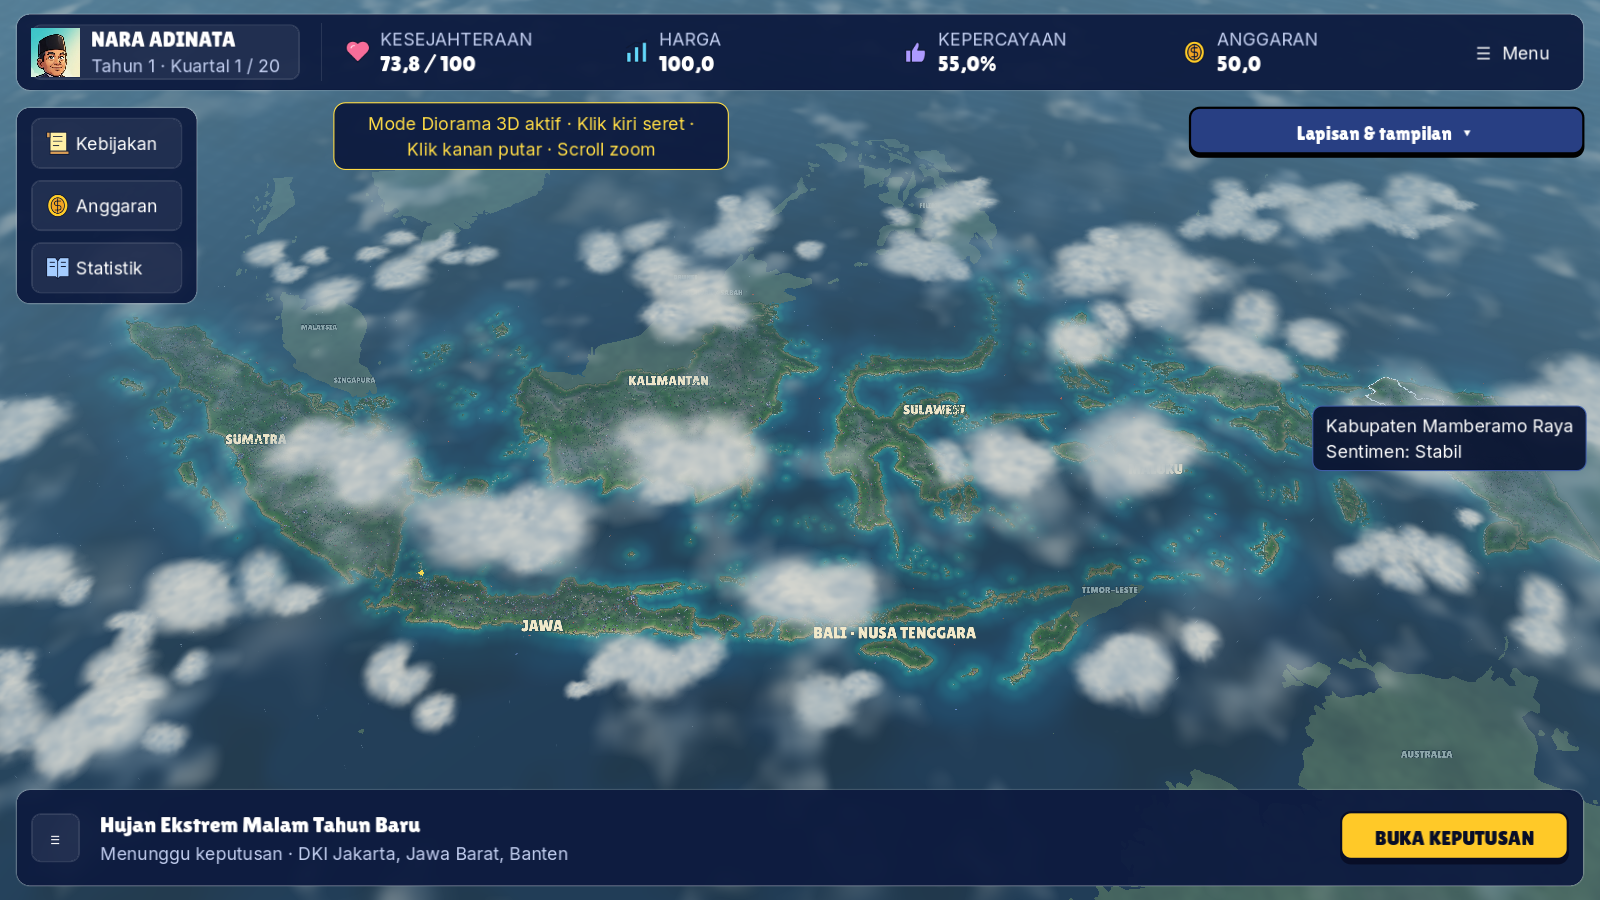 NARA ADINATA
Tahun 1 · Kuartal 1 / 20
KESEJAHTERAAN
73,8 / 100
HARGA
100,0
KEPERCAYAAN
55,0%
ANGGARAN
50,0
☰ Menu
Kebijakan
Anggaran
Statistik
Mode Diorama 3D aktif · Klik kiri seret ·
Klik kanan putar · Scroll zoom
Lapisan & tampilan ▼
MALAYSIA
SINGAPURA
KALIMANTAN
SULAWESI
SUMATRA
Kabupaten Mamberamo Raya
Sentimen: Stabil
TIMOR-LESTE
JAWA
BALI · NUSA TENGGARA
AUSTRALIA
Hujan Ekstrem Malam Tahun Baru
Menunggu keputusan · DKI Jakarta, Jawa Barat, Banten
BUKA KEPUTUSAN